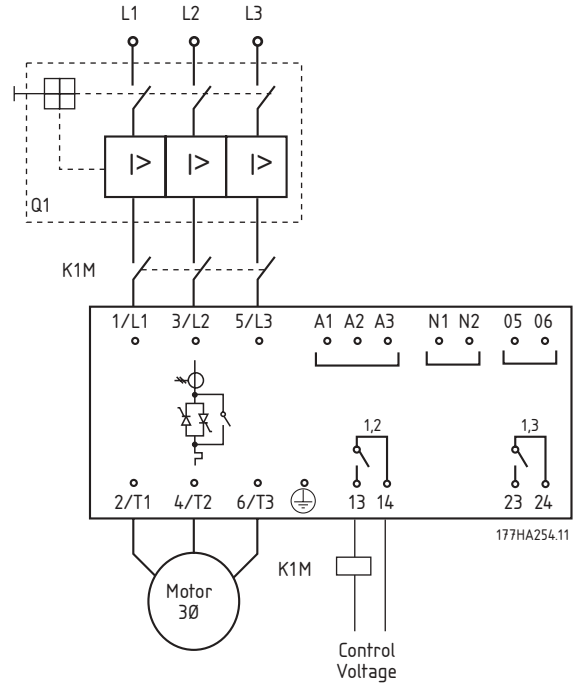 L1 L2 L3
I> I> I>
Q1
K1M
1/L1 3/L2 5/L3 A1 A2 A3 N1 N2 05 06
1,2 1,3
2/T1 4/T2 6/T3 13 14 23 24
177HA254.11
K1M
Motor
3Ø
Control
Voltage